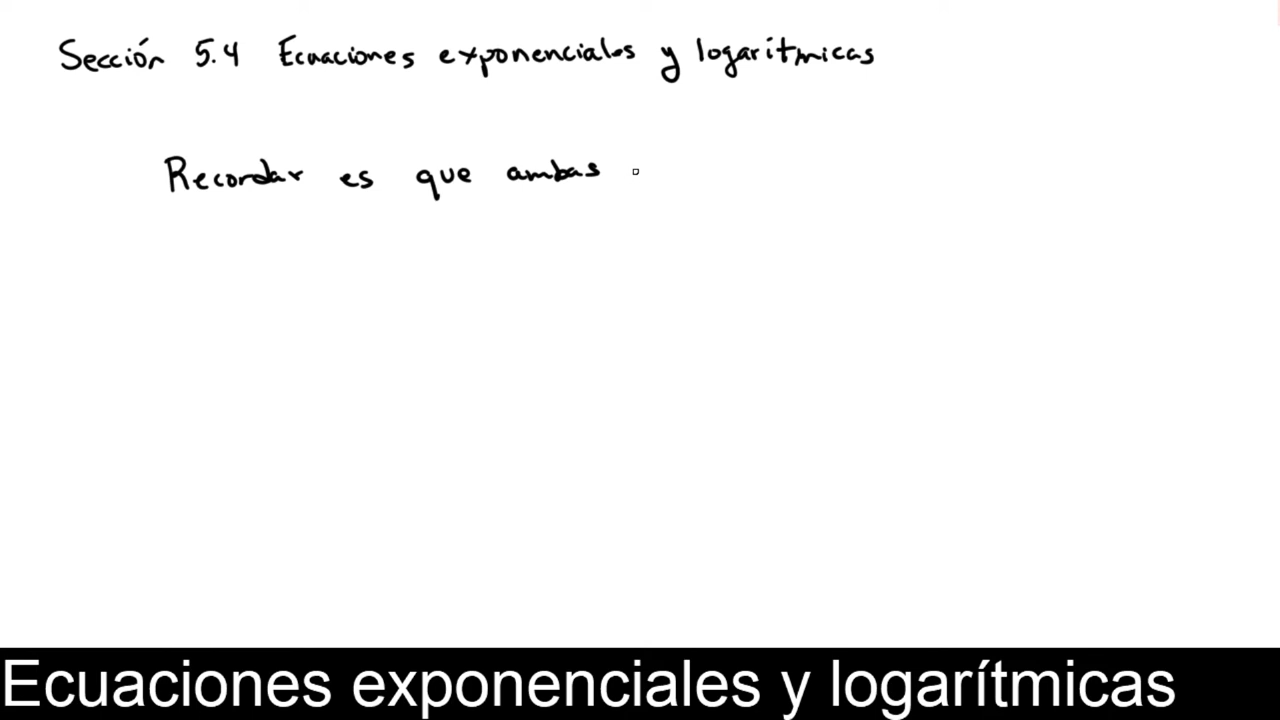 Sección 5.4 Ecuaciones exponenciales y logarítmicas
Recordar es que ambas
Ecuaciones exponenciales y logarítmicas